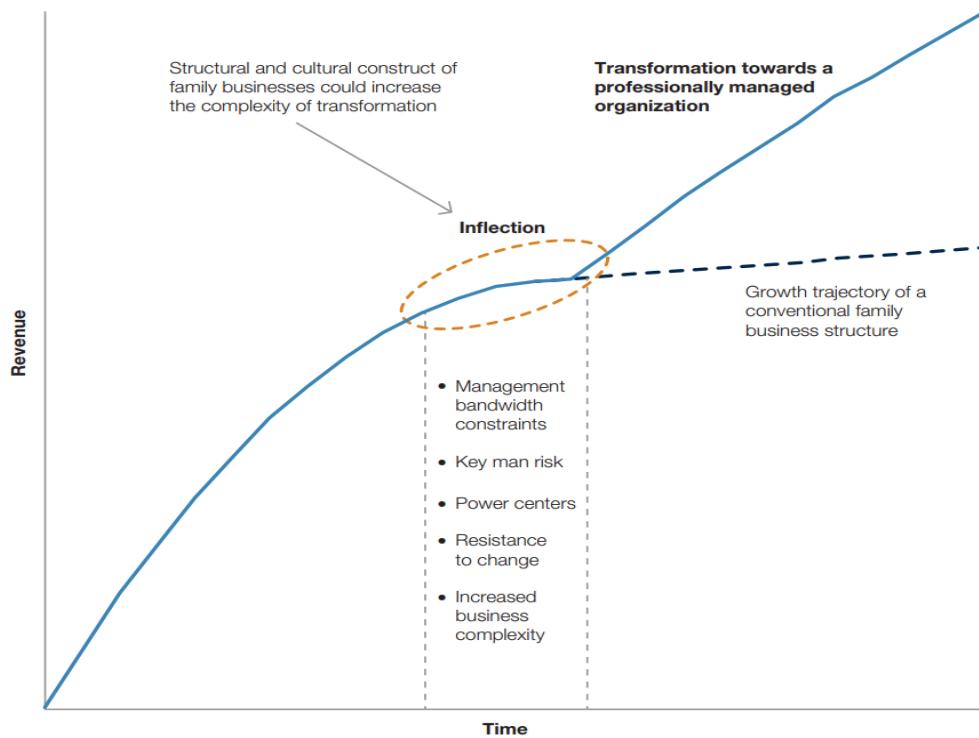 Structural and cultural construct of
family businesses could increase
the complexity of transformation
Transformation towards a
professionally managed
organization
Inflection
Growth trajectory of a
conventional family
business structure
Revenue
• Management
bandwidth
constraints
• Key man risk
• Power centers
• Resistance
to change
• Increased
business
complexity
Time